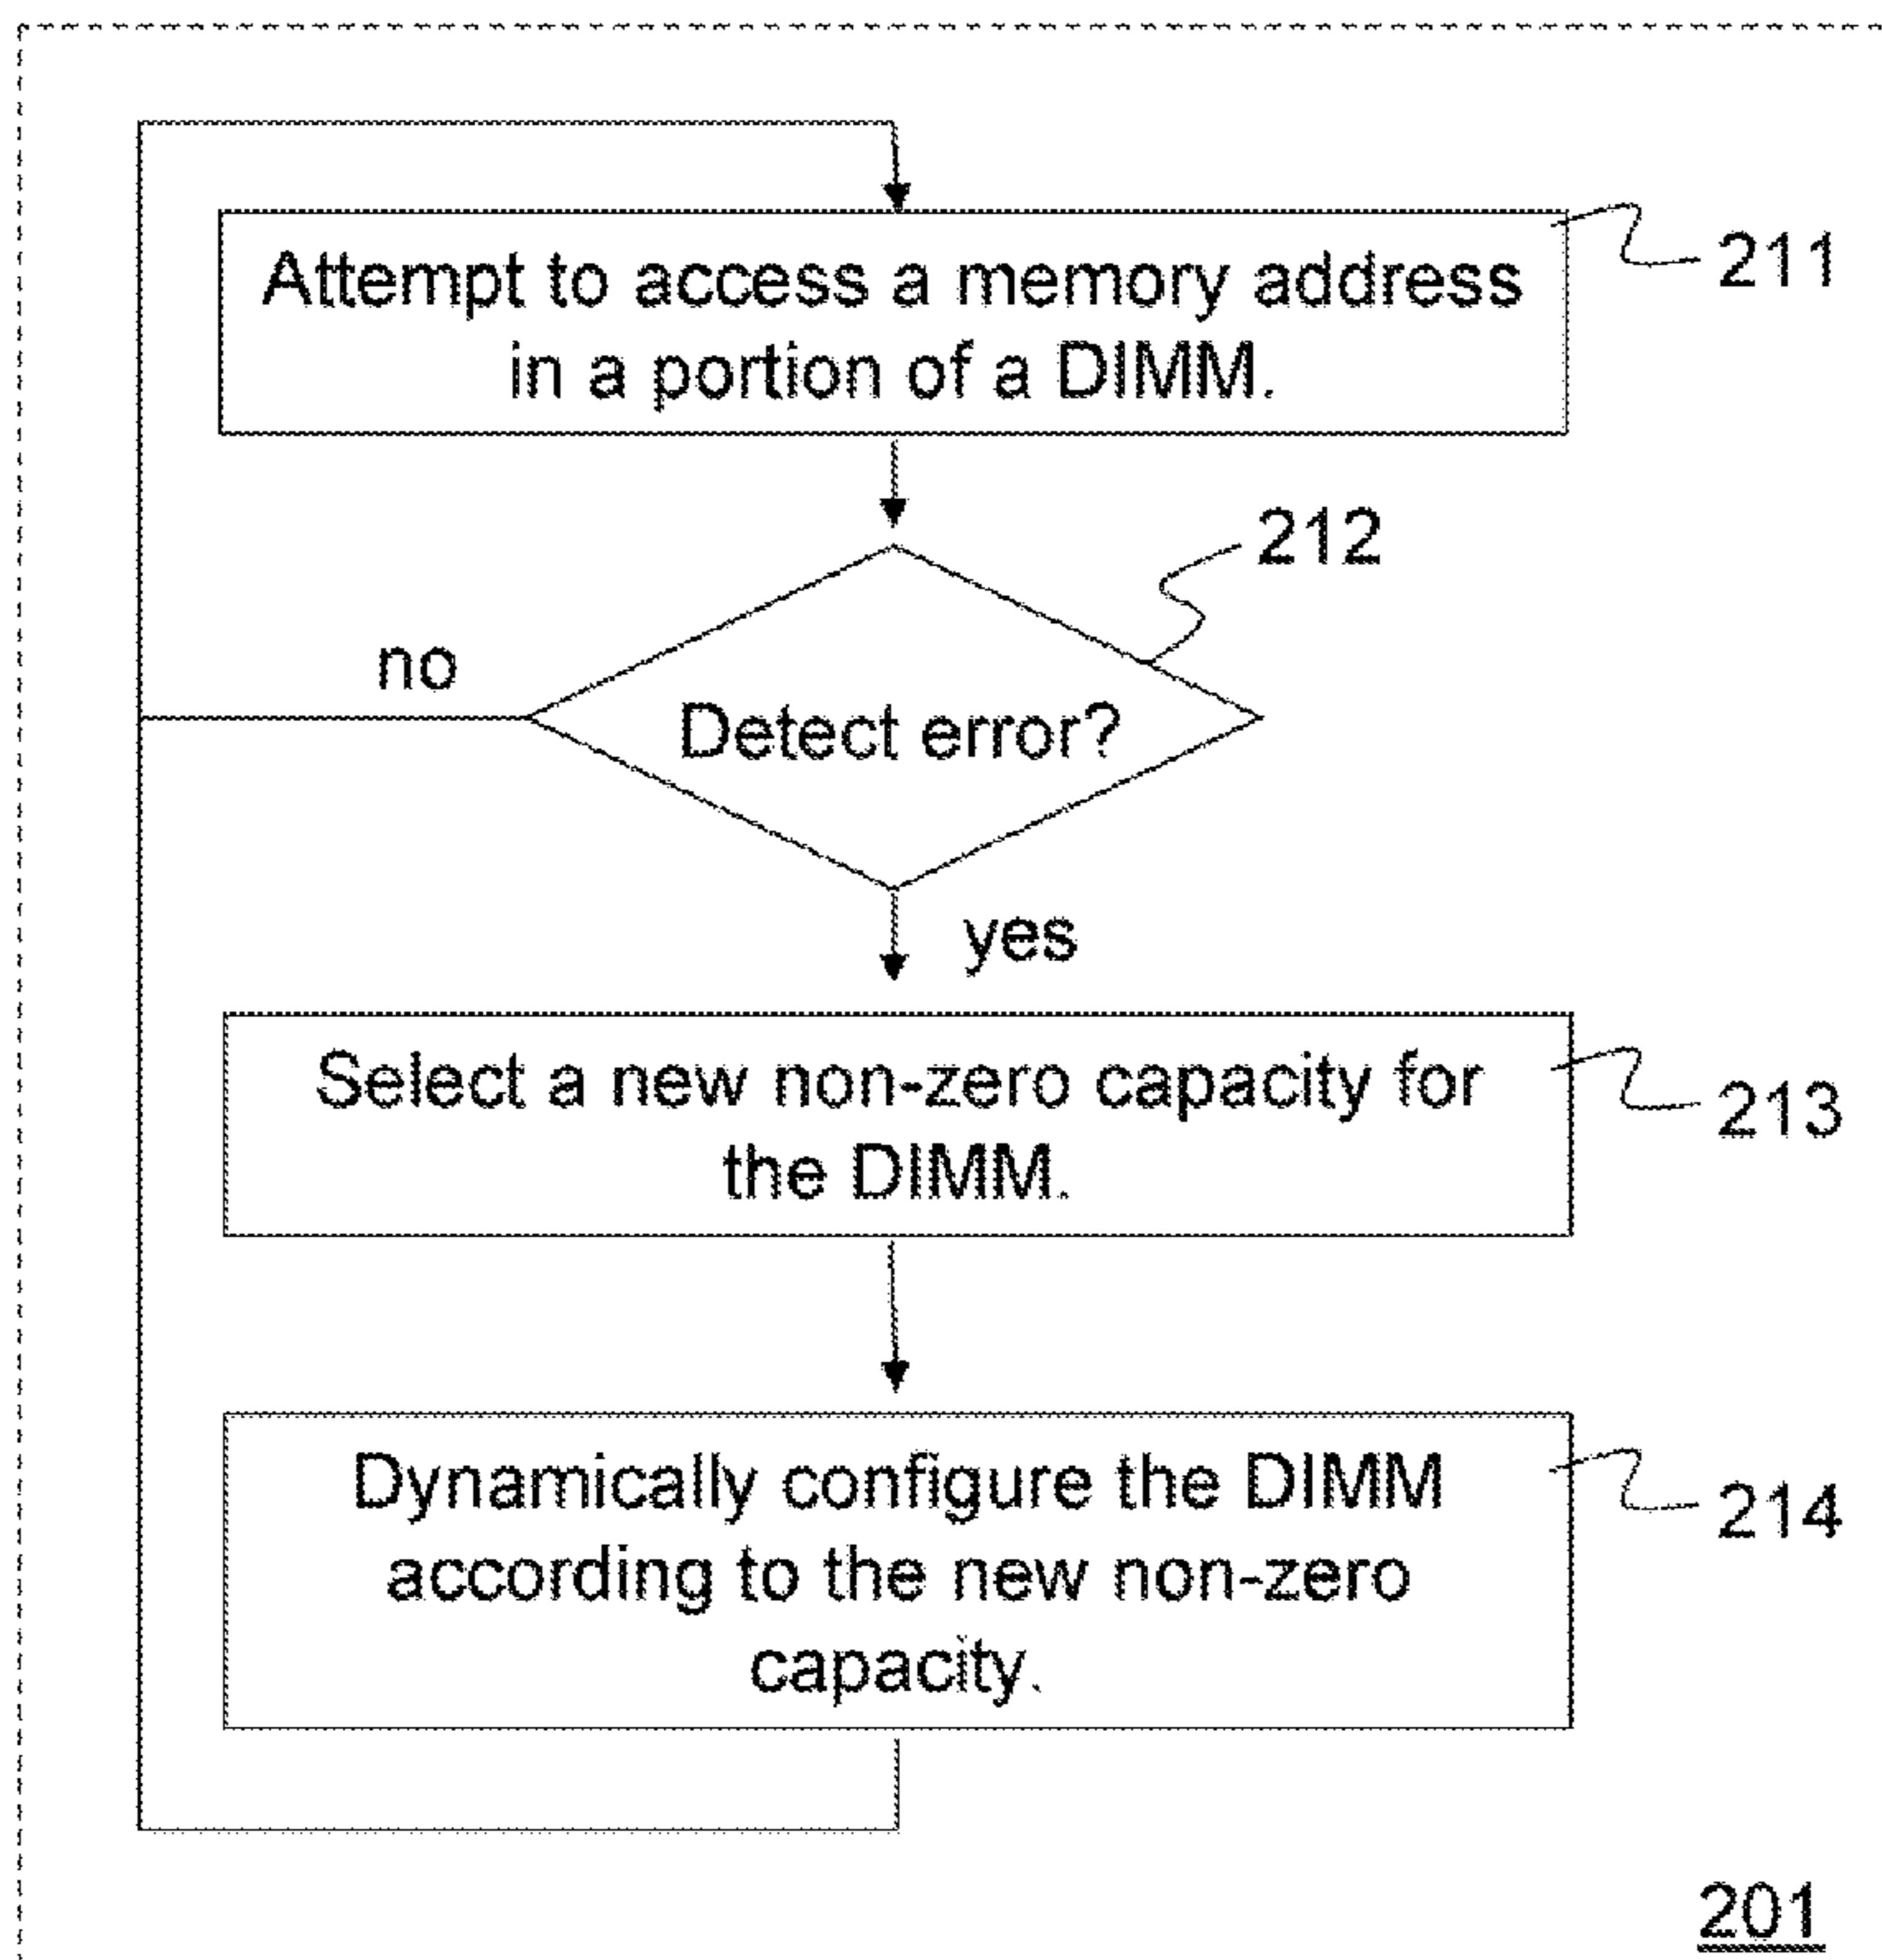 Attempt to access a memory address
in a portion of a DIMM.
211
212
no
Detect error?
yes
Select a new non-zero capacity for
the DIMM.
213
Dynamically configure the DIMM
according to the new non-zero
capacity.
214
201